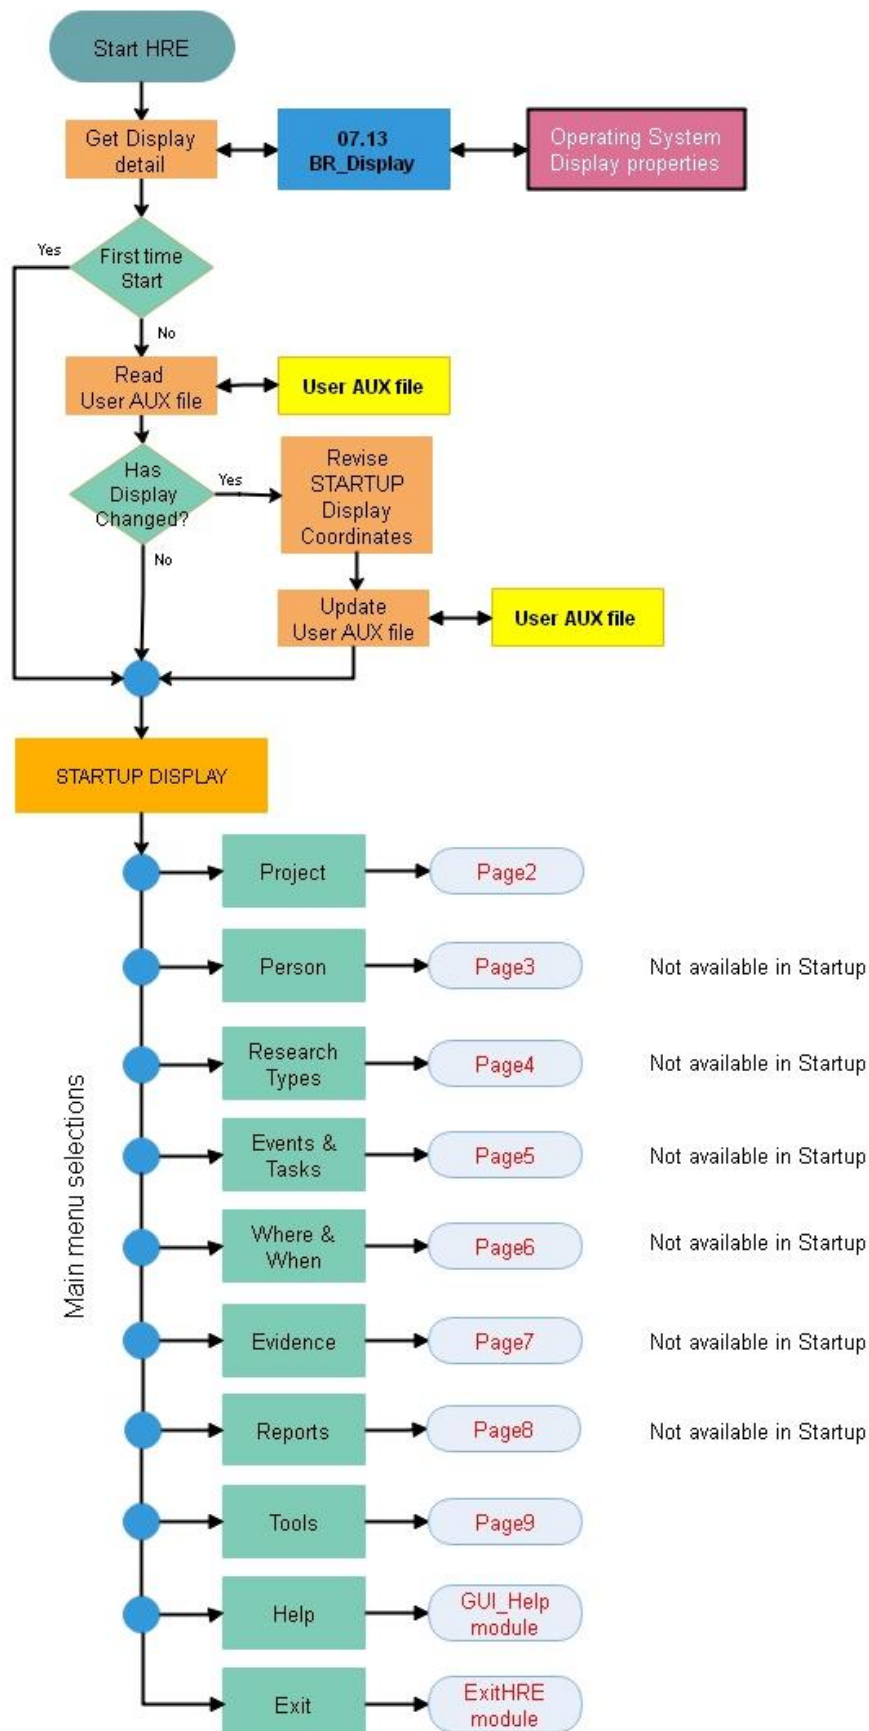 Start HRE
Get Display
detail
07.13
BR_Display
Operating System
Display properties
Yes
First time
Start
No
Read
User AUX file
User AUX file
Has
Display
Changed?
Yes
Revise
STARTUP
Display
Coordinates
No
Update
User AUX file
User AUX file
STARTUP DISPLAY
Main menu selections
Project
Page2
Person
Page3
Not available in Startup
Research
Types
Page4
Not available in Startup
Events &
Tasks
Page5
Not available in Startup
Where &
When
Page6
Not available in Startup
Evidence
Page7
Not available in Startup
Reports
Page8
Not available in Startup
Tools
Page9
Help
GUI_Help
module
Exit
ExitHRE
module